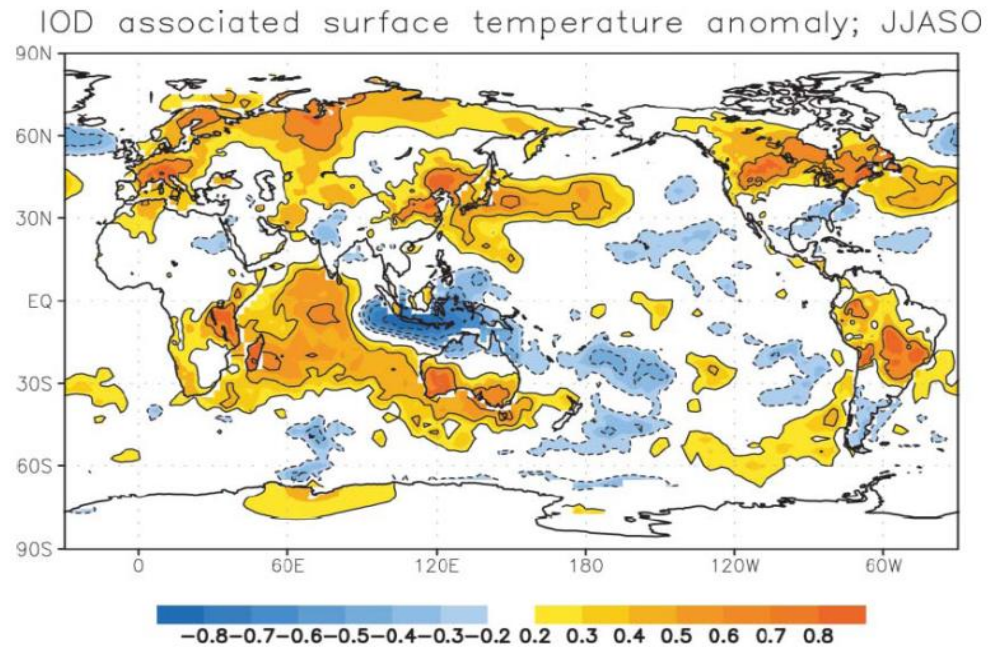 IOD associated surface temperature anomaly; JJASO
90N
60N
30N
EQ
30S
60S
90S
0 60E 120E 180 120W 60W
-0.8-0.7-0.6-0.5-0.4-0.3-0.2 0.2 0.3 0.4 0.5 0.6 0.7 0.8